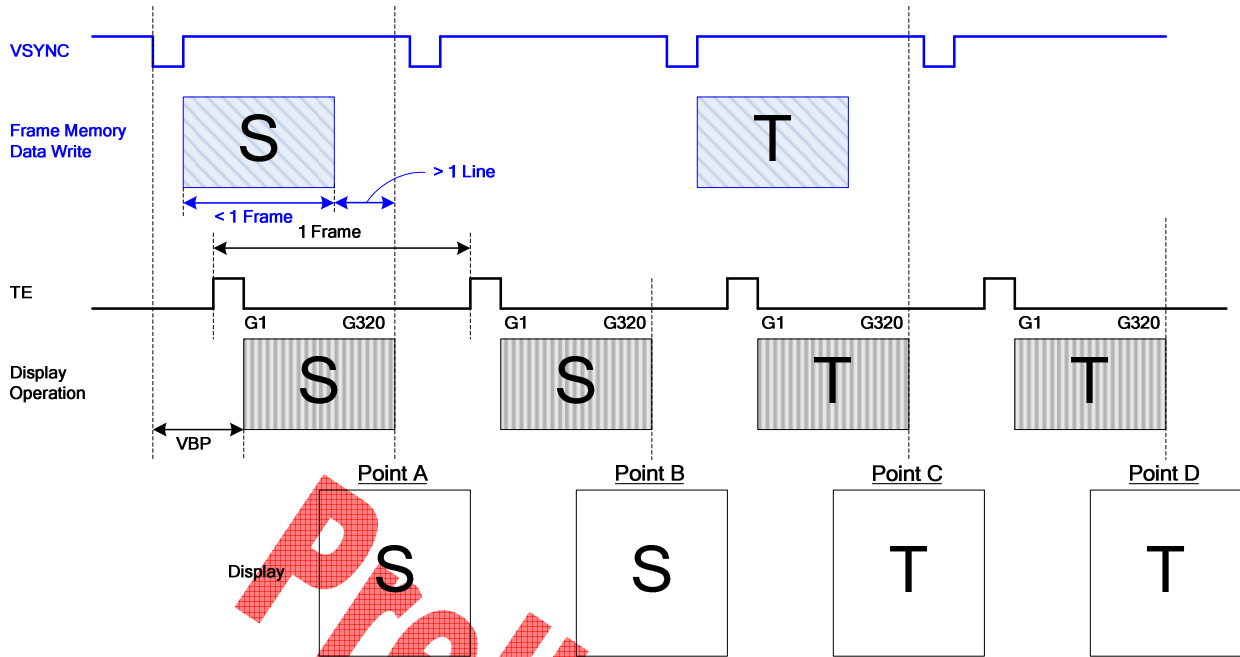 VSYNC
Frame Memory
Data Write
S
T
> 1 Line
< 1 Frame
1 Frame
TE
G1 G320 G1 G320 G1 G320 G1 G320
Display
Operation
S S T T
VBP
Point A Point B Point C Point D
Display
S S T T